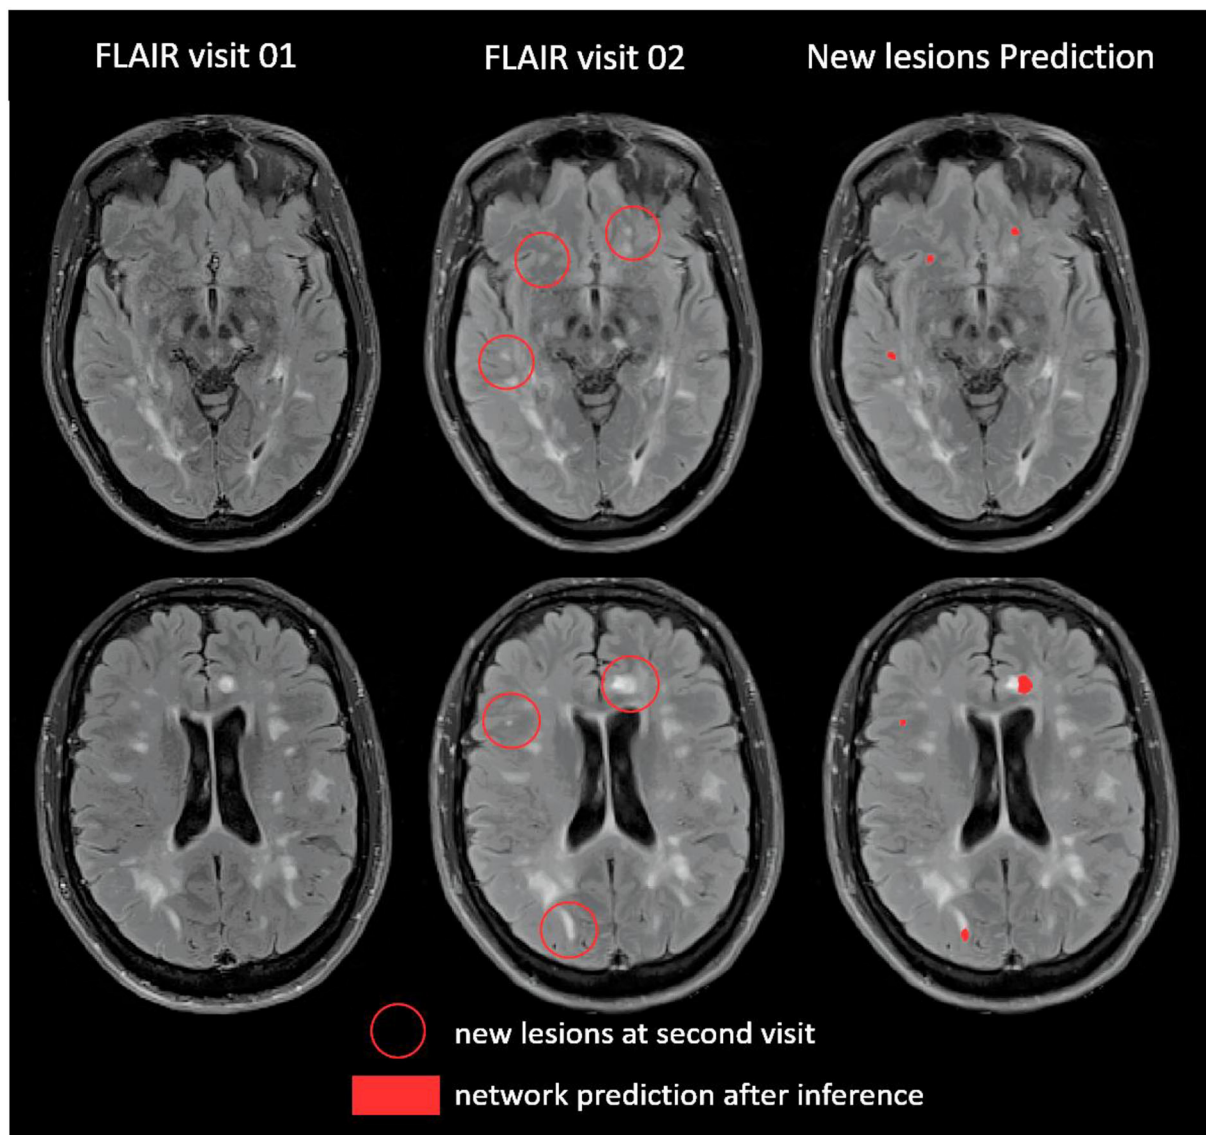 FLAIR visit 01
FLAIR visit 02
New lesions Prediction
new lesions at second visit
network prediction after inference